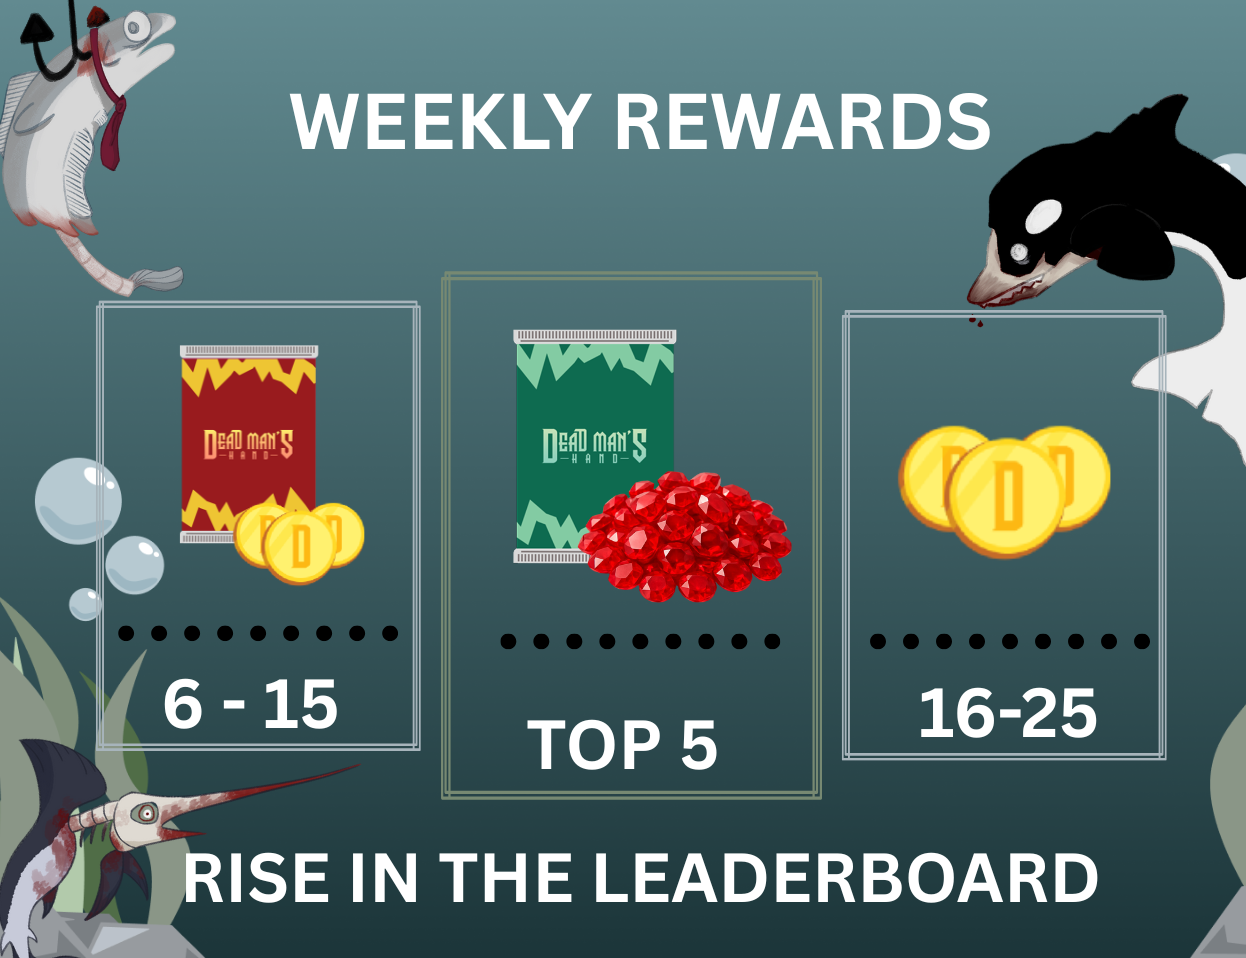 WEEKLY REWARDS
DEAD MAN'S
HAND
6 - 15
DEAD MAN'S
HAND
TOP 5
D D D
16-25
RISE IN THE LEADERBOARD